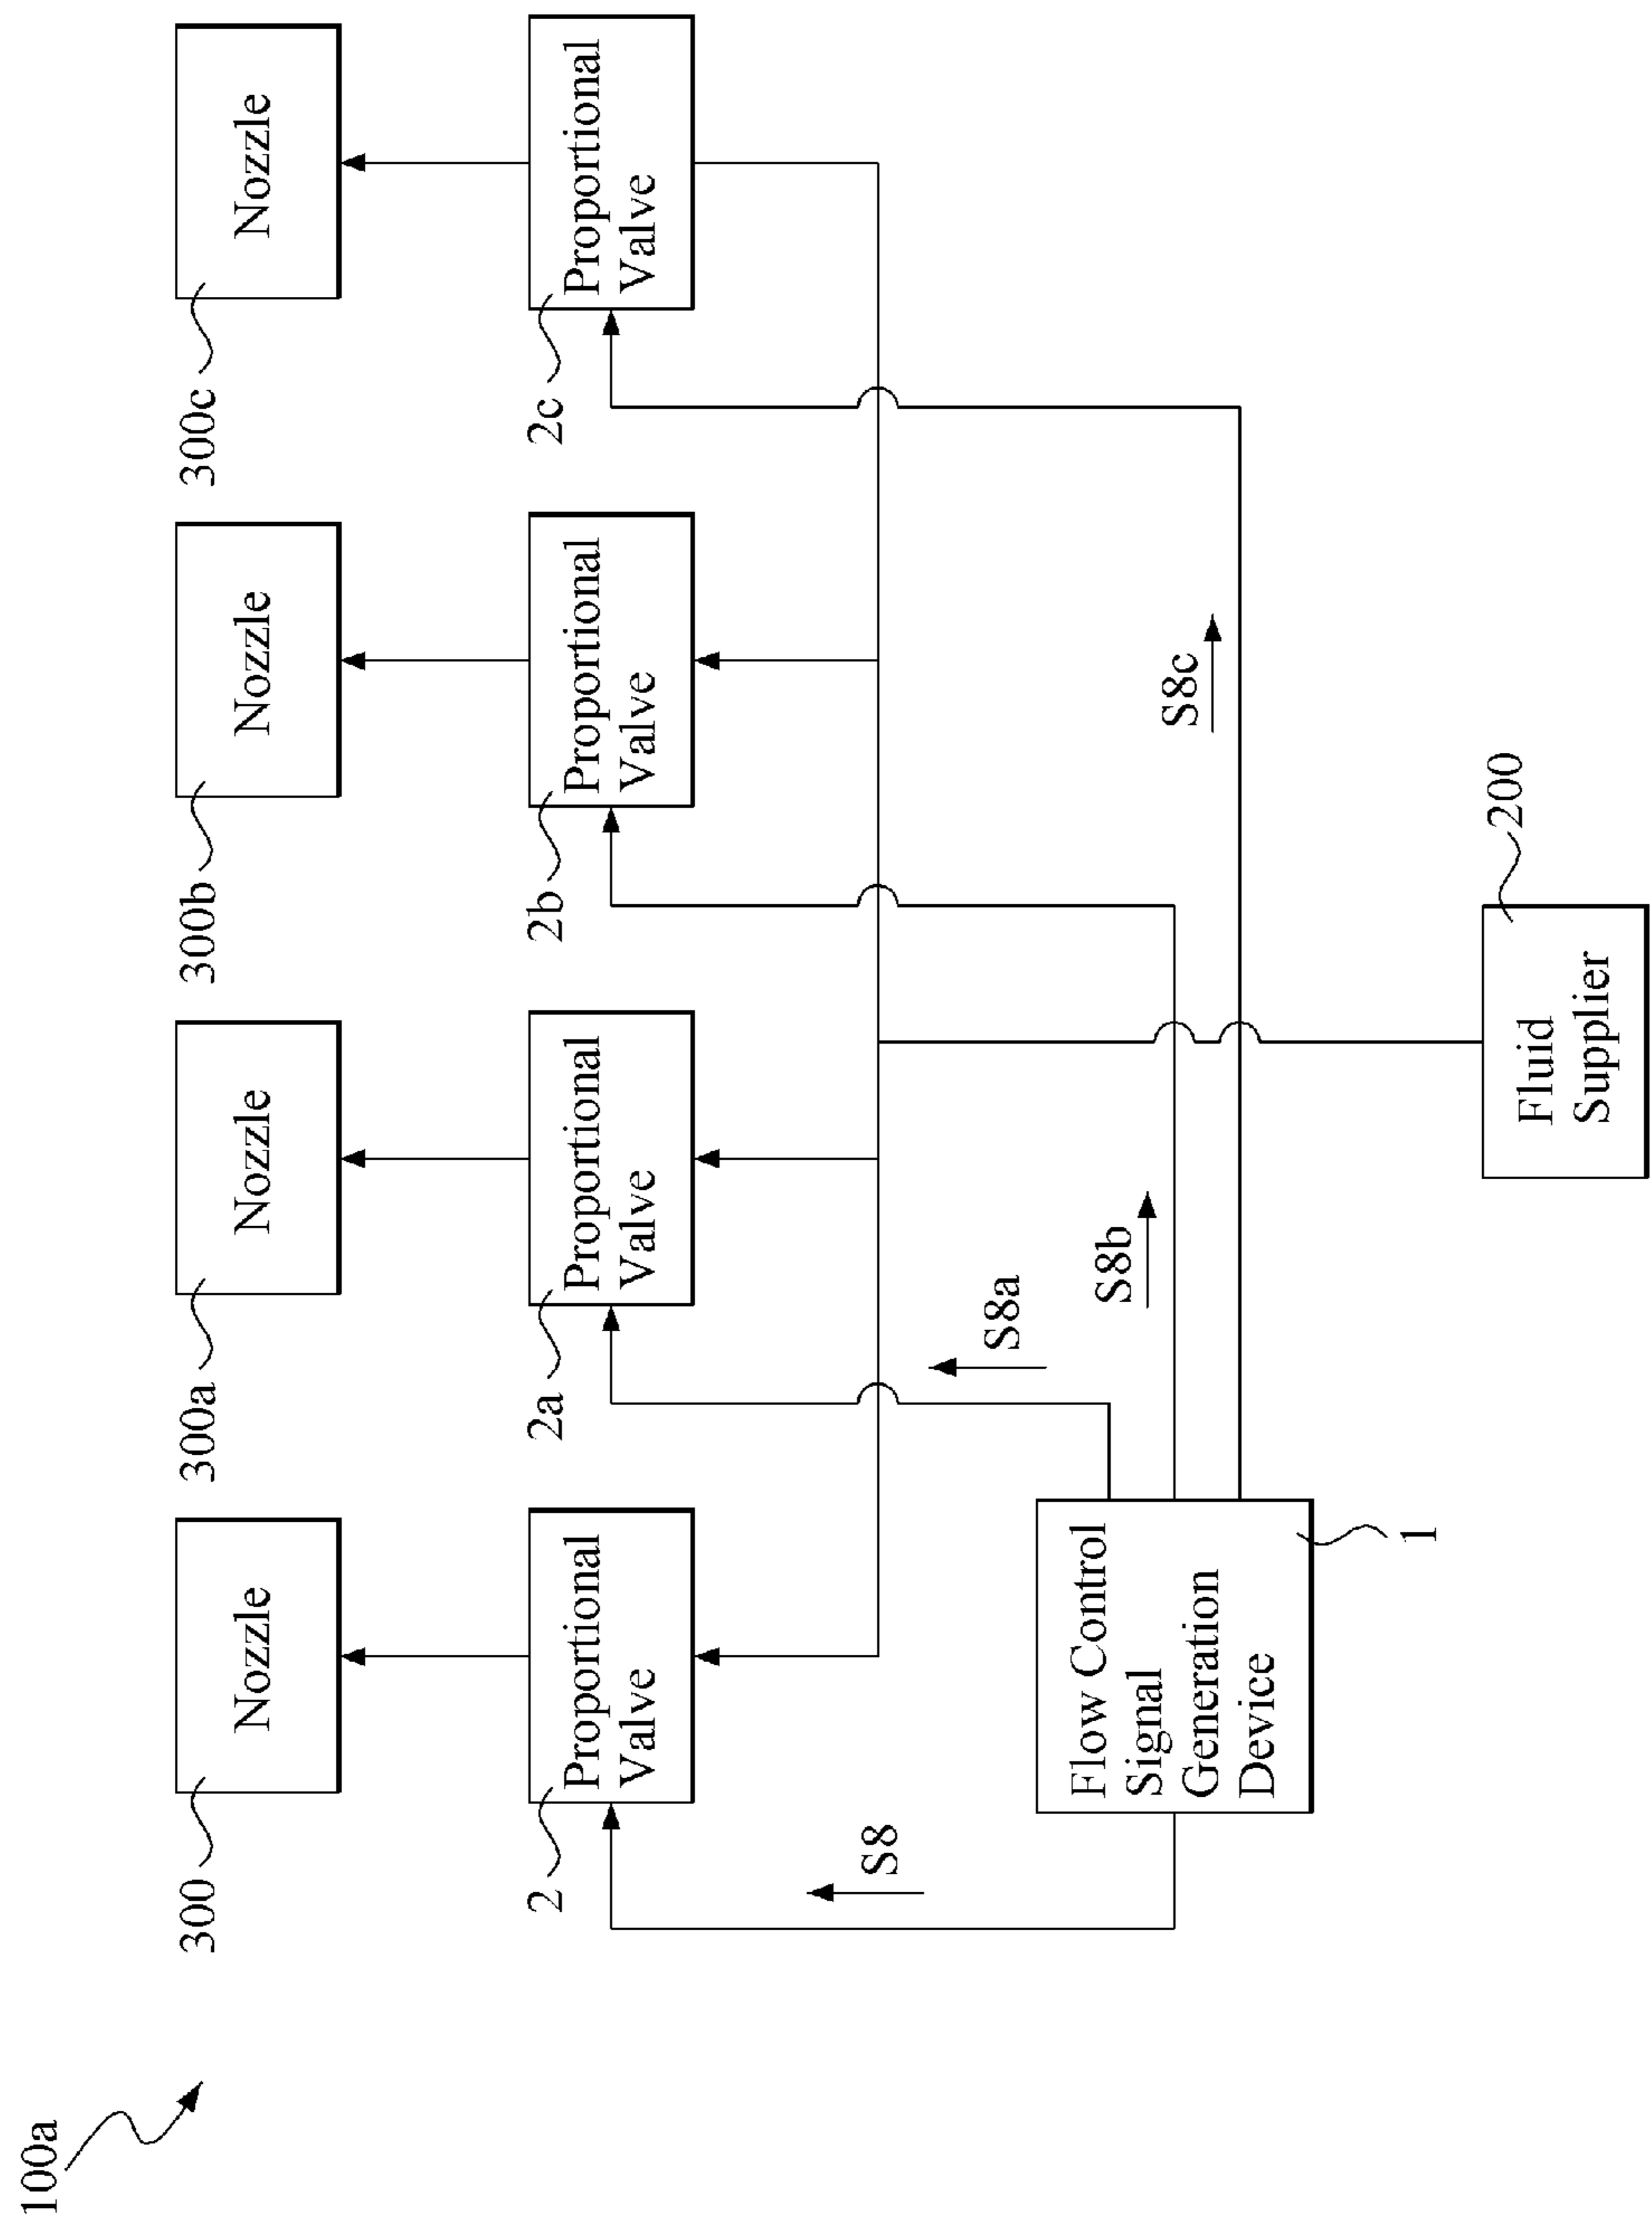 100a
300
Nozzle
300a
Nozzle
300b
Nozzle
300c
Nozzle
2
Proportional
Valve
2a
Proportional
Valve
2b
Proportional
Valve
2c
Proportional
Valve
S8
S8a
S8b
S8c
Flow Control
Signal
Generation
Device
1
Fluid
Supplier
200